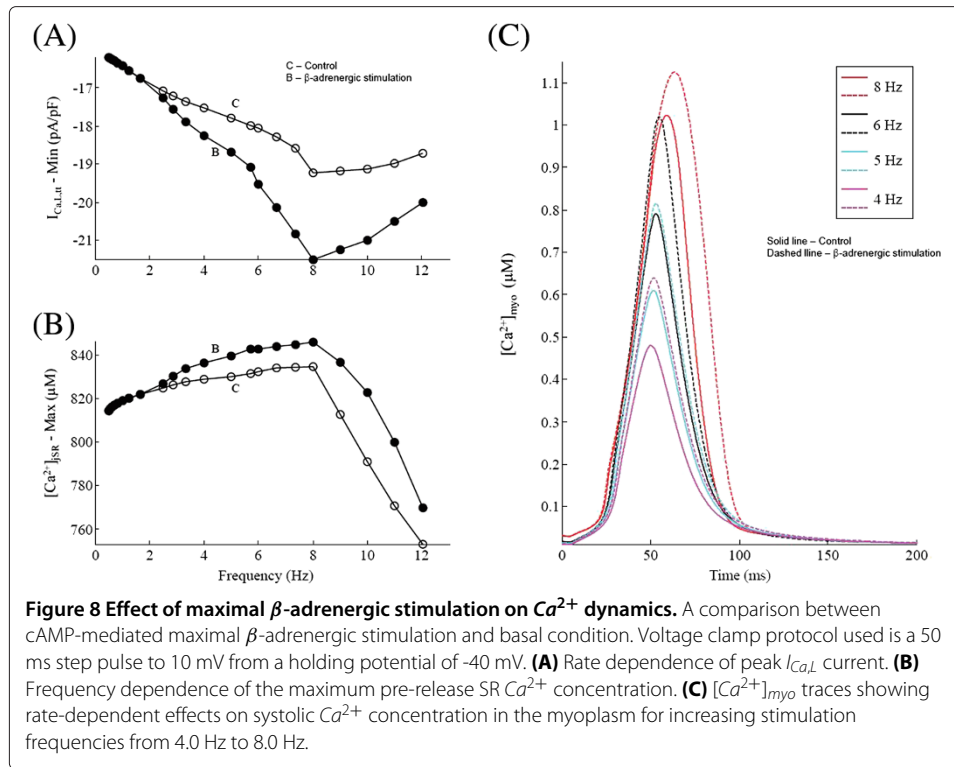 (A)
C – Control
B – β-adrenergic stimulation
C
B
I_Ca,L,tt - Min (pA/pF)
-17
-18
-19
-20
-21
0 2 4 6 8 10 12
(B)
B
C
[Ca²⁺]_jSR - Max (μM)
840
820
800
780
760
0 2 4 6 8 10 12
Frequency (Hz)
(C)
8 Hz
6 Hz
5 Hz
4 Hz
Solid line – Control
Dashed lline – β-adrenergic stimulation
[Ca²⁺]_myo (μM)
1.1
1
0.9
0.8
0.7
0.6
0.5
0.4
0.3
0.2
0.1
0 50 100 150 200
Time (ms)
Figure 8 Effect of maximal β-adrenergic stimulation on Ca²⁺ dynamics. A comparison between
cAMP-mediated maximal β-adrenergic stimulation and basal condition. Voltage clamp protocol used is a 50
ms step pulse to 10 mV from a holding potential of -40 mV. (A) Rate dependence of peak I_Ca,L current. (B)
Frequency dependence of the maximum pre-release SR Ca²⁺ concentration. (C) [Ca²⁺]_myo traces showing
rate-dependent effects on systolic Ca²⁺ concentration in the myoplasm for increasing stimulation
frequencies from 4.0 Hz to 8.0 Hz.